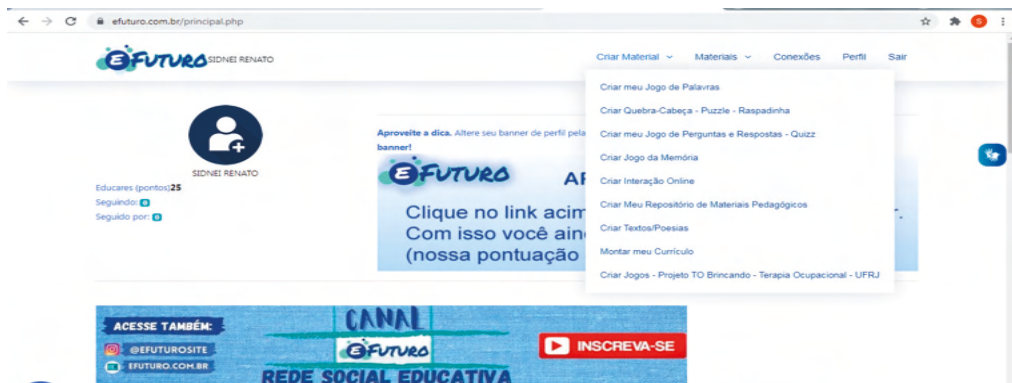 efuturo.com.br/principal.php
S
EFUTURO SIDNEI RENATO
Criar Material Materiais Conexões Perfil Sair
Criar meu Jogo de Palavras
Criar Quebra-Cabeça - Puzzle - Raspadinha
Criar meu Jogo de Perguntas e Respostas - Quizz
Criar Jogo da Memória
Criar Interação Online
Criar Meu Repositório de Materiais Pedagógicos
Criar Textos/Poesias
Montar meu Currículo
Criar Jogos - Projeto TO Brincando - Terapia Ocupacional - UFRJ
SIDNEI RENATO
Educares (pontos)25
Seguindo: 0
Seguido por: 0
Aproveite a dica. Altere seu banner de perfil pela
banner!
EFUTURO
Clique no link acim
Com isso você ain
(nossa pontuação
ACESSE TAMBÉM:
@EFUTUROSITE
EFUTURO.COM.BR
CANAL
EFUTURO
REDE SOCIAL EDUCATIVA
INSCREVA-SE